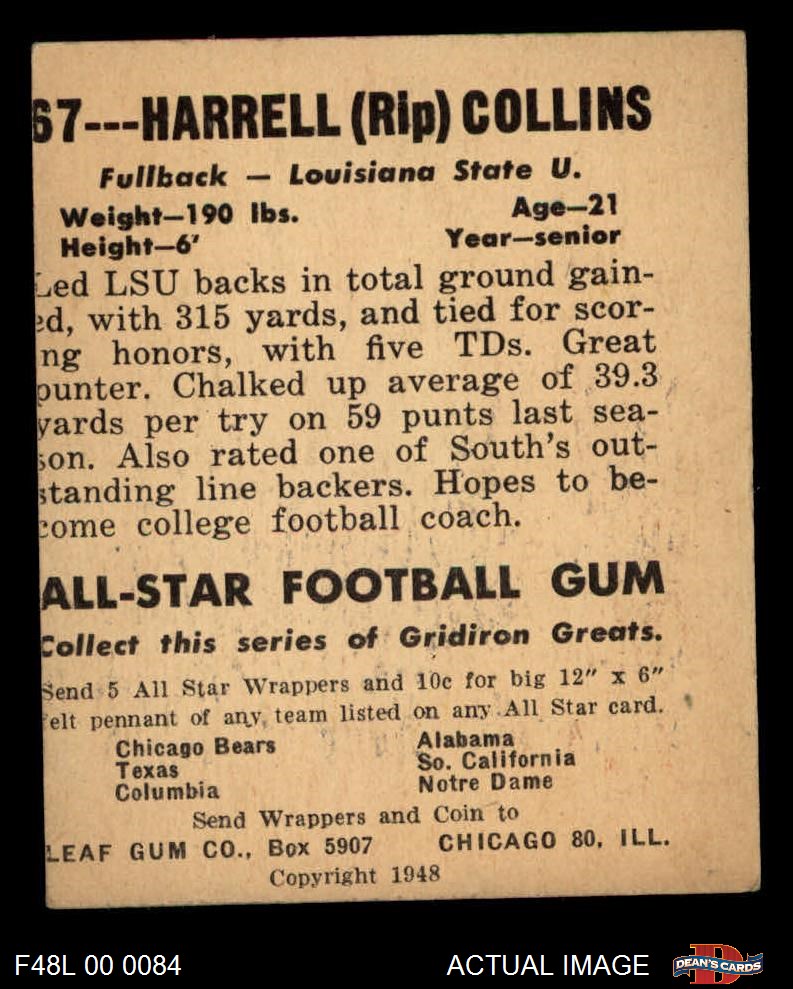 67---HARRELL (Rip) COLLINS
Fullback — Louisiana State U.
Weight—190 lbs. Age—21
Height—6' Year—senior
Led LSU backs in total ground gain-
ed, with 315 yards, and tied for scor-
ng honors, with five TDs. Great
punter. Chalked up average of 39.3
yards per try on 59 punts last sea-
son. Also rated one of South's out-
standing line backers. Hopes to be-
come college football coach.
ALL-STAR FOOTBALL GUM
Collect this series of Gridiron Greats.
Send 5 All Star Wrappers and 10c for big 12" x 6"
elt pennant of any team listed on any All Star card.
Chicago Bears Alabama
Texas So. California
Columbia Notre Dame
Send Wrappers and Coin to
LEAF GUM CO., Box 5907 CHICAGO 80, ILL.
Copyright 1948
F48L 00 0084 ACTUAL IMAGE D DEAN'S CARDS